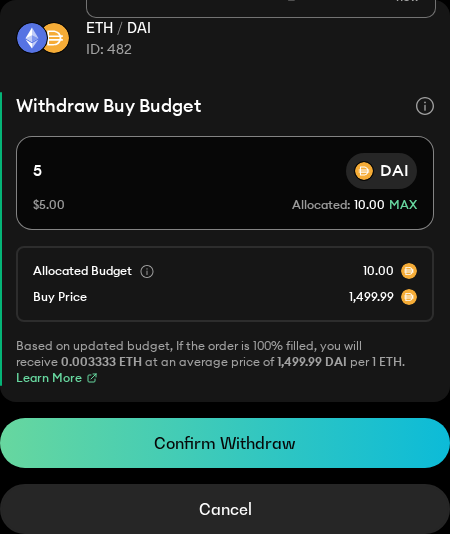 ETH / DAI
ID: 482
Withdraw Buy Budget
5
DAI
$5.00
Allocated: 10.00 MAX
Allocated Budget
10.00
Buy Price
1,499.99
Based on updated budget, If the order is 100% filled, you will
receive 0.003333 ETH at an average price of 1,499.99 DAI per 1 ETH.
Learn More
Confirm Withdraw
Cancel